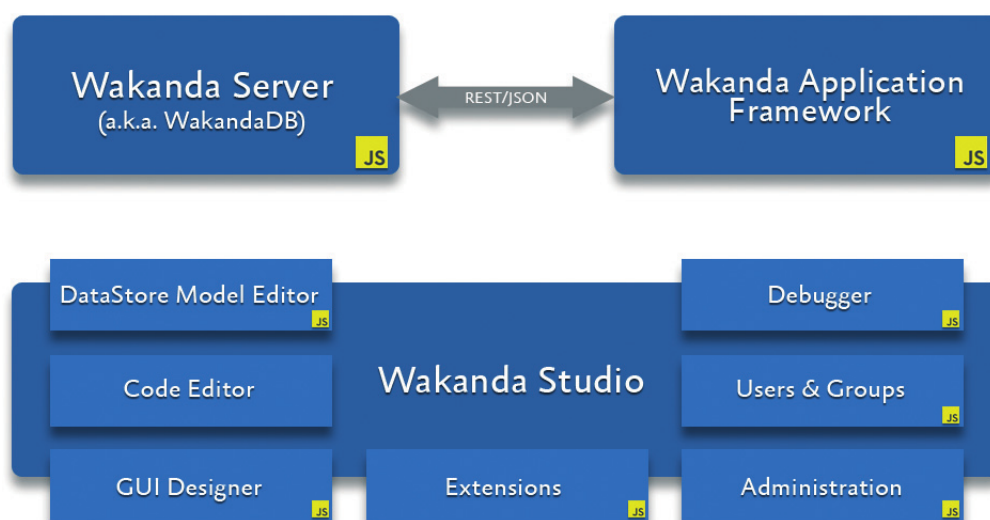 Wakanda Server
(a.k.a. WakandaDB)
JS
REST/JSON
Wakanda Application
Framework
JS
DataStore Model Editor
JS
Debugger
JS
Code Editor
Wakanda Studio
Users & Groups
JS
GUI Designer
JS
Extensions
JS
Administration
JS